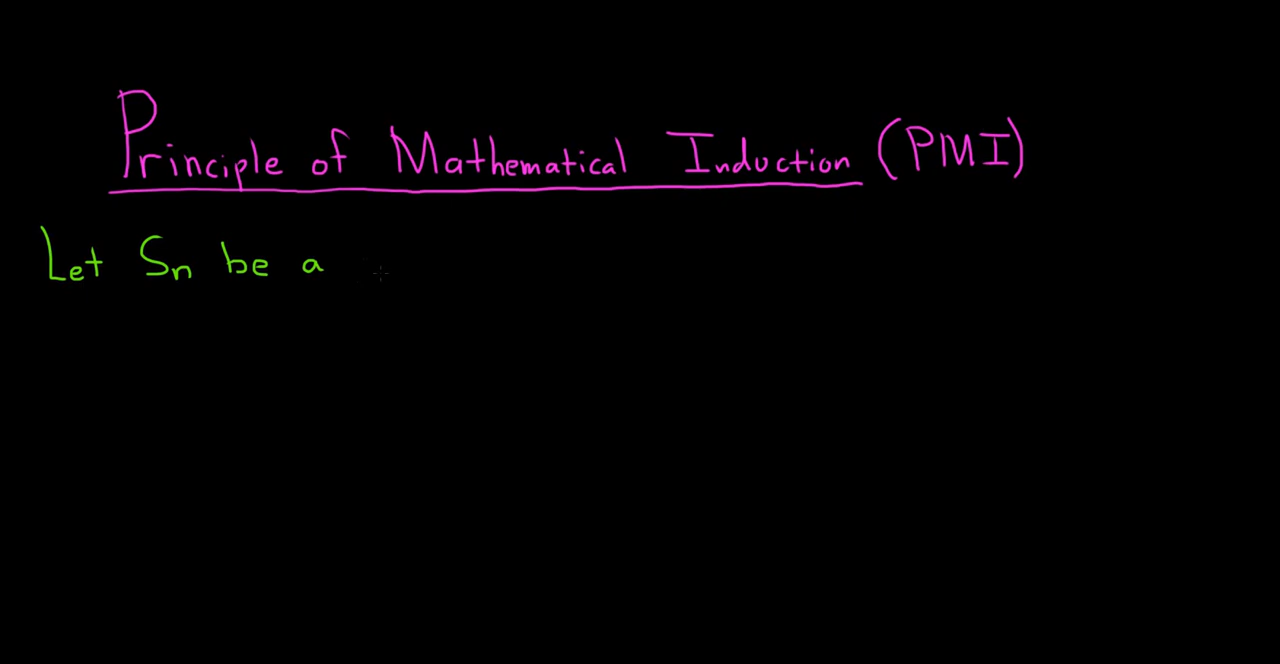 Principle of Mathematical Induction (PMI)
Let Sn be a